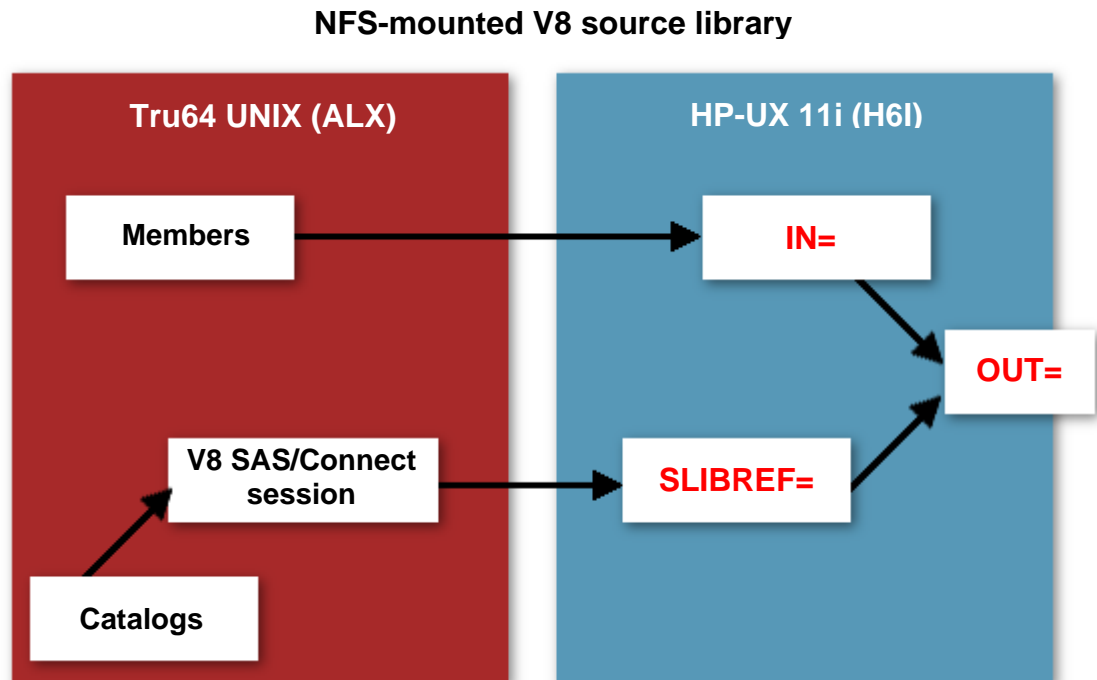 NFS-mounted V8 source library
Tru64 UNIX (ALX)
HP-UX 11i (H6I)
Members
IN=
OUT=
V8 SAS/Connect
session
SLIBREF=
Catalogs